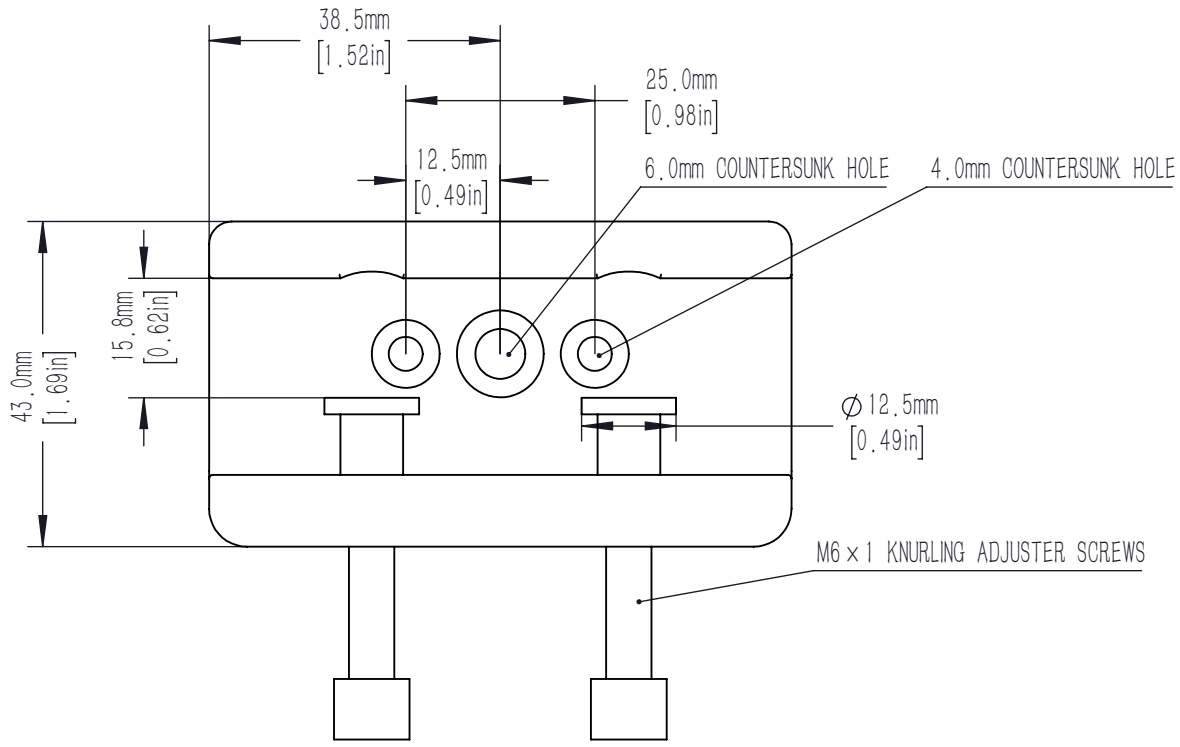 38.5mm
[1.52in]
25.0mm
[0.98in]
12.5mm
[0.49in]
6.0mm COUNTERSUNK HOLE
4.0mm COUNTERSUNK HOLE
15.8mm
[0.62in]
43.0mm
[1.69in]
Ø12.5mm
[0.49in]
M6×1 KNURLING ADJUSTER SCREWS